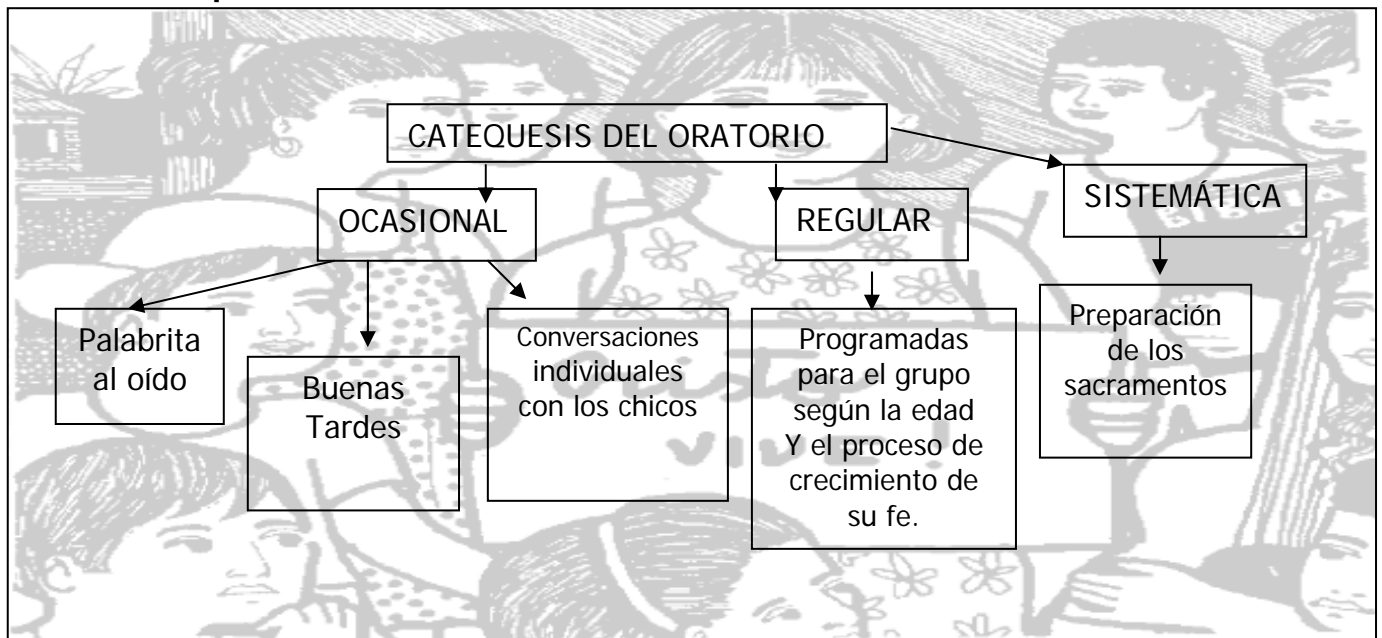 CATEQUESIS DEL ORATORIO
OCASIONAL
REGULAR
SISTEMÁTICA
Palabrita
al oído
Buenas
Tardes
Conversaciones
individuales
con los chicos
Programadas
para el grupo
según la edad
Y el proceso de
crecimiento de
su fe.
Preparación
de los
sacramentos